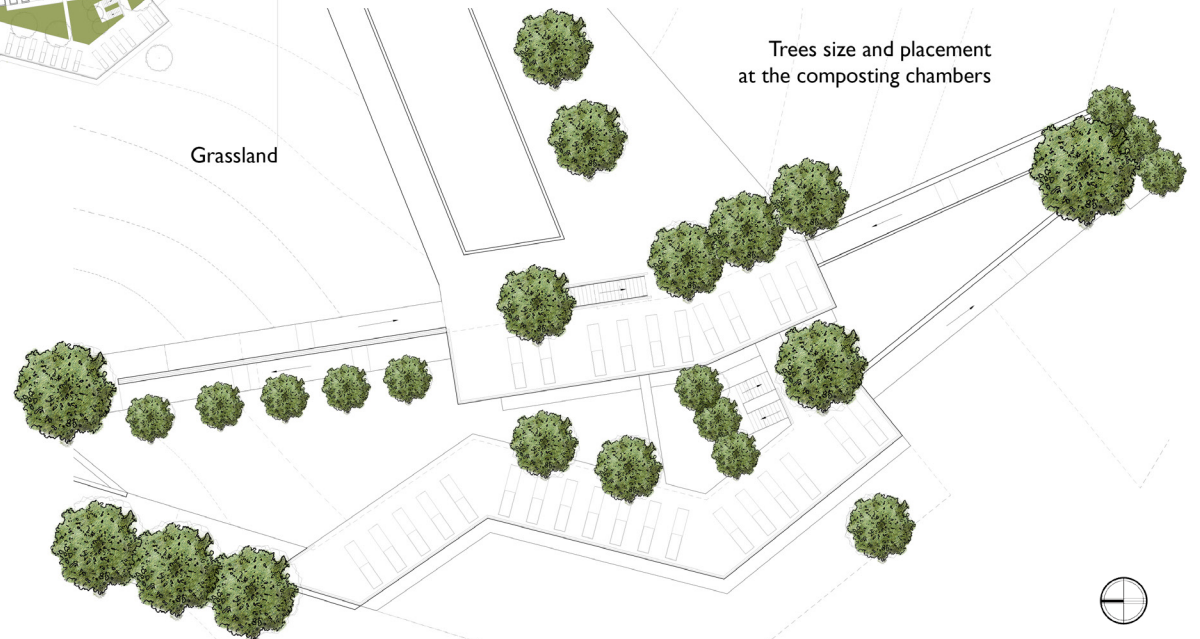 Trees size and placement
at the composting chambers
Grassland